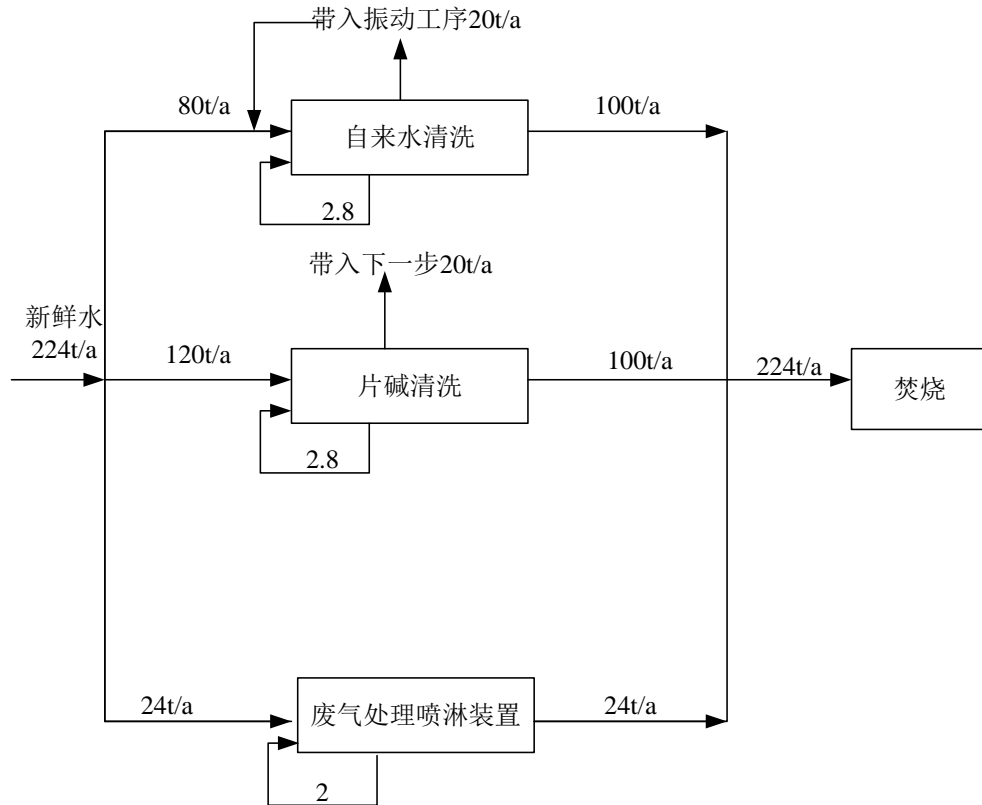 带入振动工序20t/a
80t/a
自来水清洗
100t/a
2.8
带入下一步20t/a
新鲜水
224t/a
120t/a
片碱清洗
100t/a
224t/a
焚烧
2.8
24t/a
废气处理喷淋装置
24t/a
2